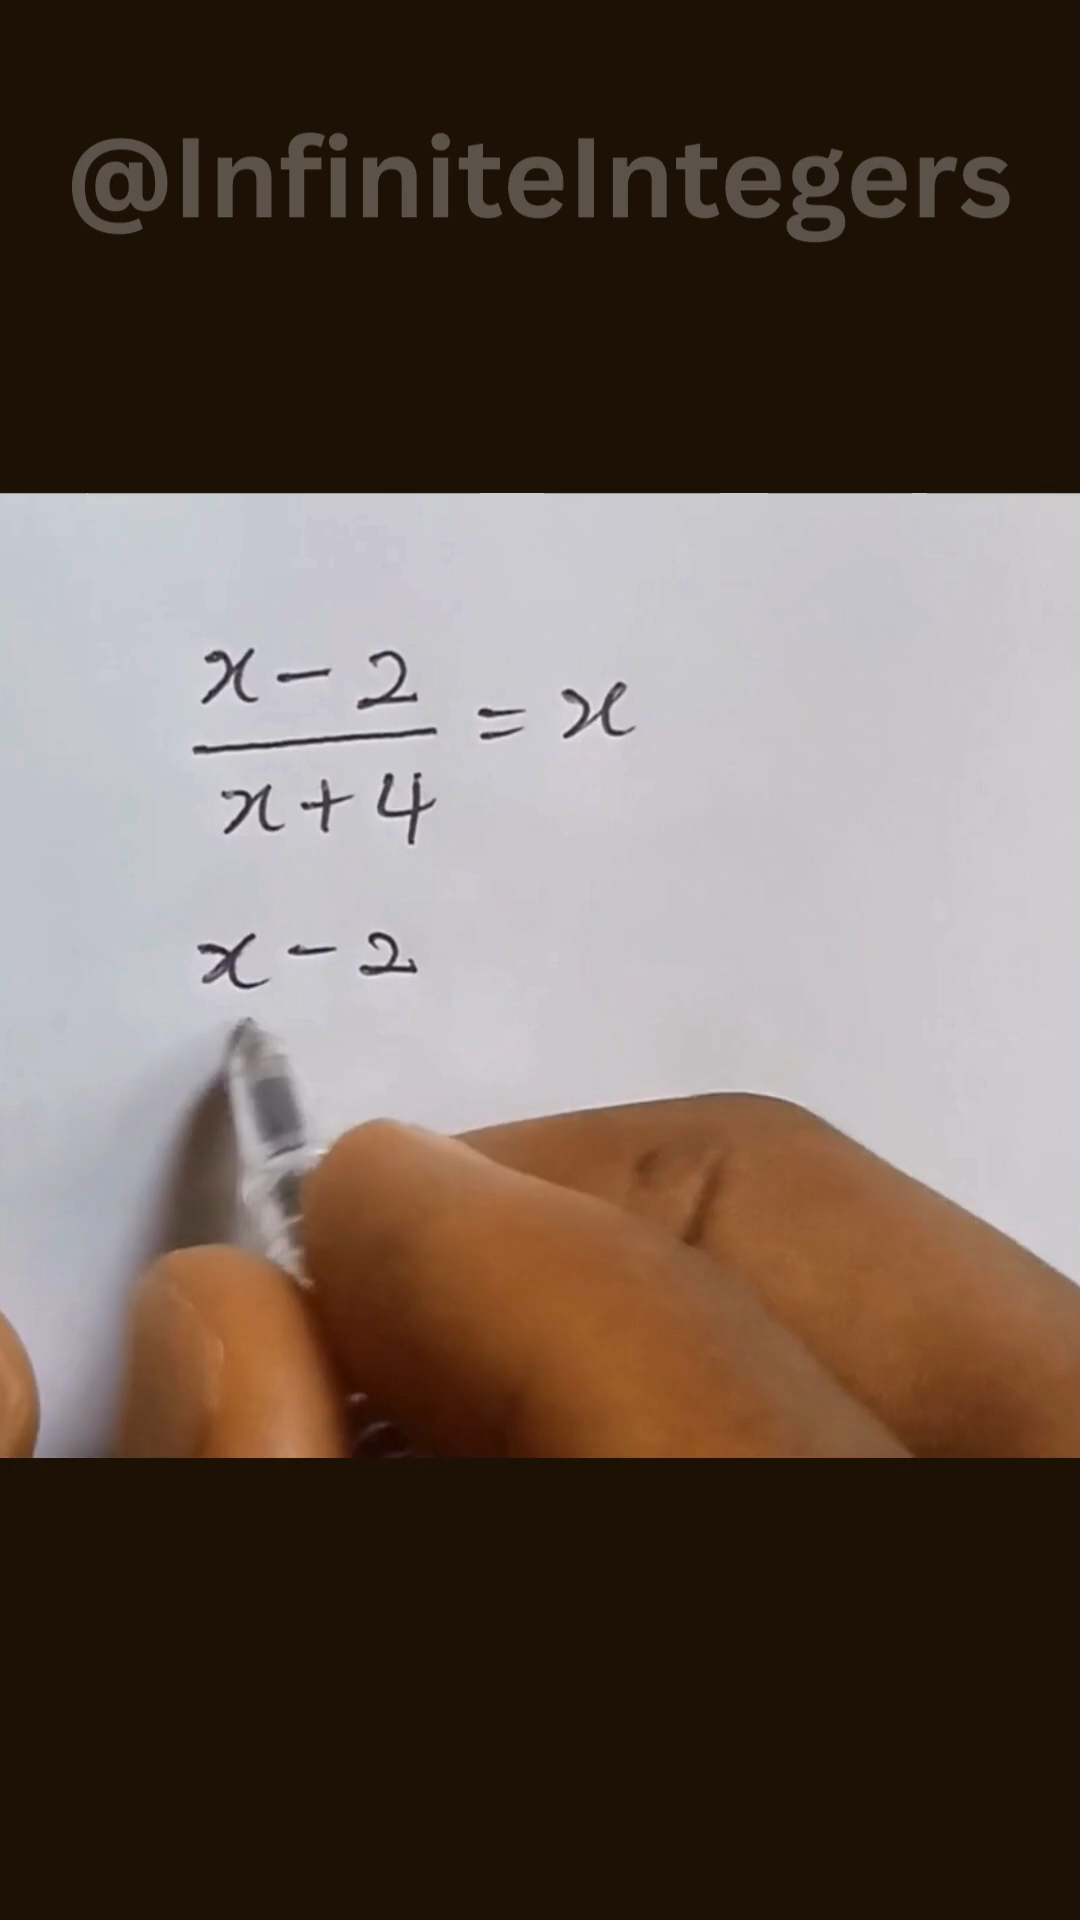 @InfiniteIntegers
x - 2
――― = x
x + 4
x - 2